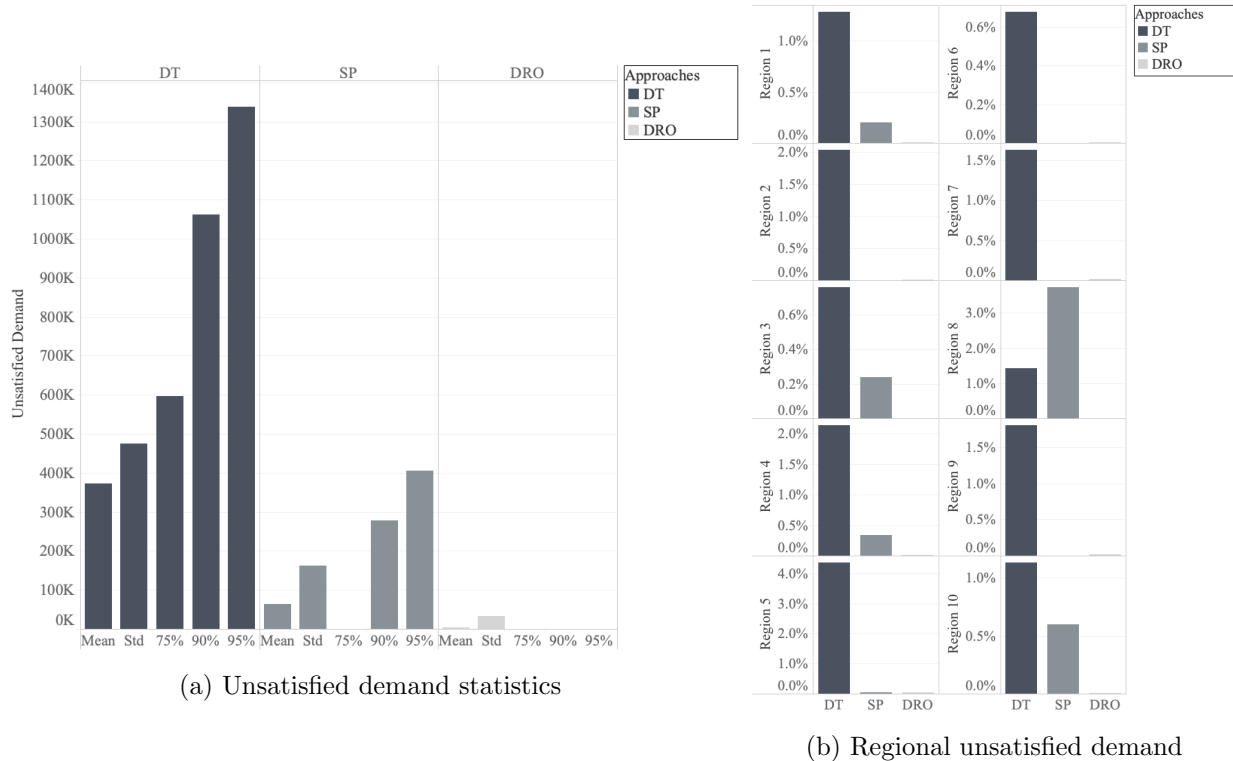 DT SP DRO
Approaches
DT
SP
DRO
Unsatisfied Demand
1400K
1300K
1200K
1100K
1000K
900K
800K
700K
600K
500K
400K
300K
200K
100K
0K
Mean Std 75% 90% 95% Mean Std 75% 90% 95% Mean Std 75% 90% 95%
(a) Unsatisfied demand statistics
Region 1
1.0%
0.5%
0.0%
Region 6
0.6%
0.4%
0.2%
0.0%
Region 2
2.0%
1.5%
1.0%
0.5%
0.0%
Region 7
1.5%
1.0%
0.5%
0.0%
Region 3
0.6%
0.4%
0.2%
0.0%
Region 8
3.0%
2.0%
1.0%
0.0%
Region 4
2.0%
1.5%
1.0%
0.5%
0.0%
Region 9
1.5%
1.0%
0.5%
0.0%
Region 5
4.0%
3.0%
2.0%
1.0%
0.0%
Region 10
1.0%
0.5%
0.0%
DT SP DRO DT SP DRO
Approaches
DT
SP
DRO
(b) Regional unsatisfied demand